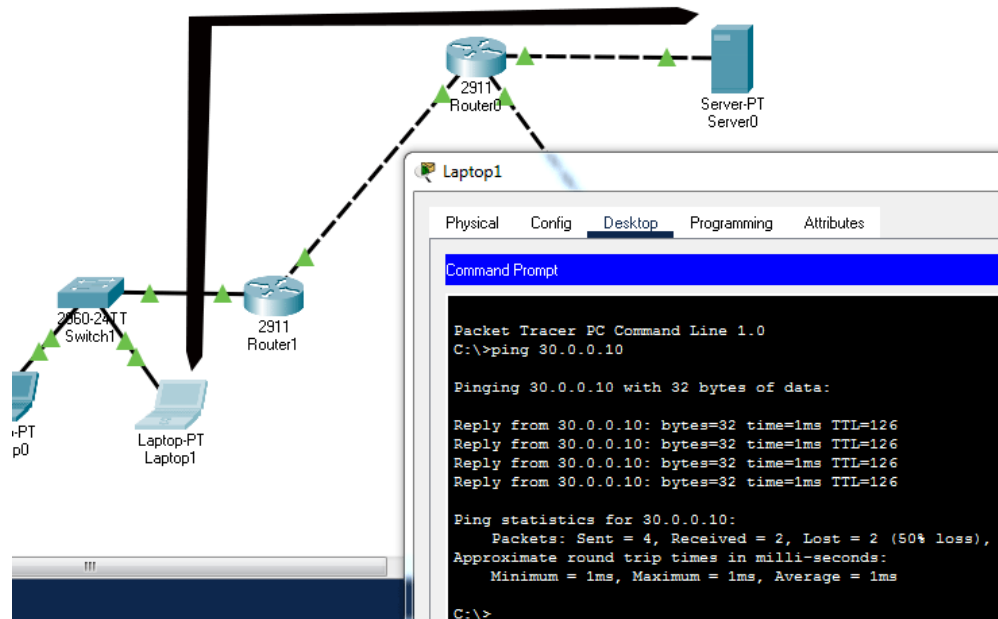 2911
Router0
Server-PT
Server0
2960-24TT
Switch1
2911
Router1
-PT
p0
Laptop-PT
Laptop1
Laptop1
Physical Config Desktop Programming Attributes
Command Prompt
Packet Tracer PC Command Line 1.0
C:\>ping 30.0.0.10
Pinging 30.0.0.10 with 32 bytes of data:
Reply from 30.0.0.10: bytes=32 time=1ms TTL=126
Reply from 30.0.0.10: bytes=32 time=1ms TTL=126
Reply from 30.0.0.10: bytes=32 time=1ms TTL=126
Reply from 30.0.0.10: bytes=32 time=1ms TTL=126
Ping statistics for 30.0.0.10:
Packets: Sent = 4, Received = 2, Lost = 2 (50% loss),
Approximate round trip times in milli-seconds:
Minimum = 1ms, Maximum = 1ms, Average = 1ms
C:\>